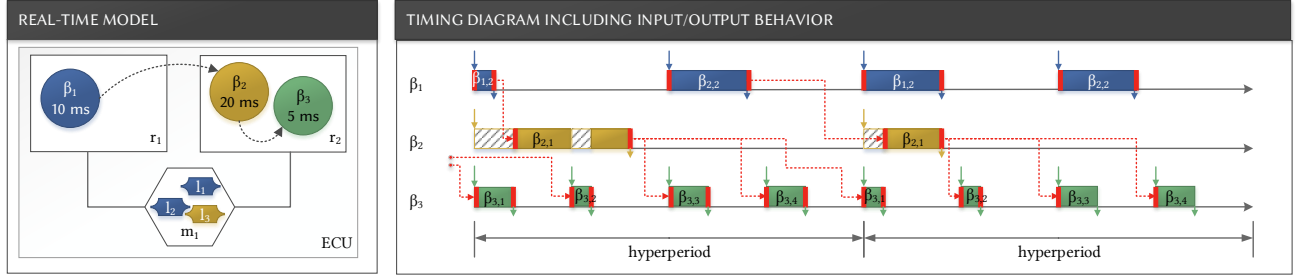 REAL-TIME MODEL
β1
10 ms
β2
20 ms
β3
5 ms
r1
r2
l1
l2
l3
m1
ECU
TIMING DIAGRAM INCLUDING INPUT/OUTPUT BEHAVIOR
β1
β1,2
β2,2
β1,2
β2,2
β2
β2,1
β2,1
β3
β3,1
β3,2
β3,3
β3,4
β3,1
β3,2
β3,3
β3,4
hyperperiod
hyperperiod